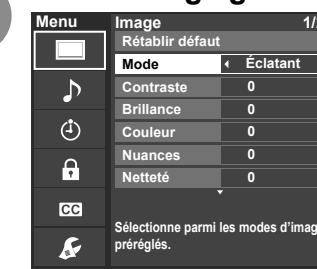 Menu
Image 1/
Rétablir défaut
Mode Éclatant
Contraste 0
Brillance 0
Couleur 0
Nuances 0
Netteté 0
CC
Sélectionne parmi les modes d'imag
préréglés.